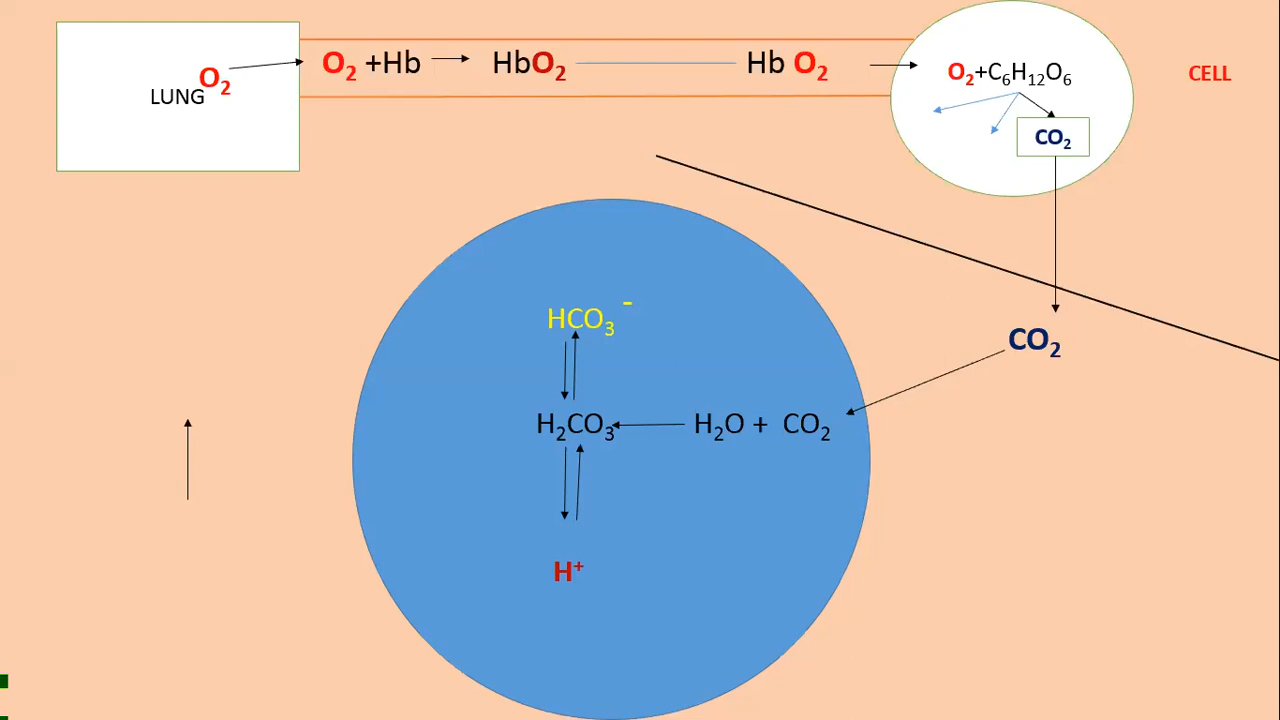 LUNG O₂
O₂ +Hb → HbO₂ Hb O₂
O₂+C₆H₁₂O₆
CELL
CO₂
HCO₃⁻
CO₂
H₂CO₃ H₂O + CO₂
H⁺